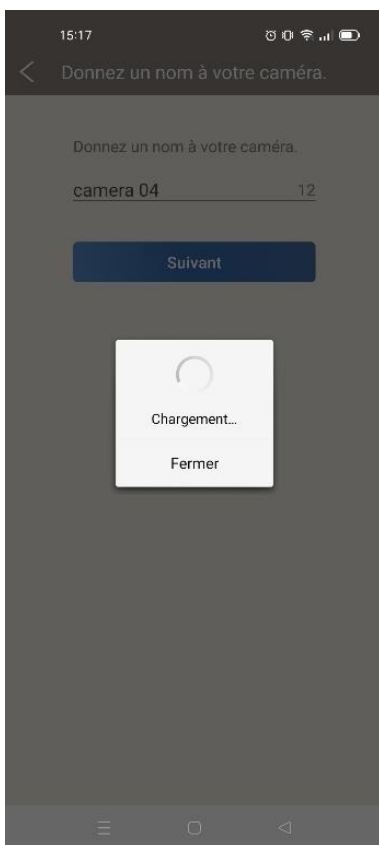 15:17
Donnez un nom à votre caméra.
Donnez un nom à votre caméra.
camera 04 12
Suivant
Chargement...
Fermer